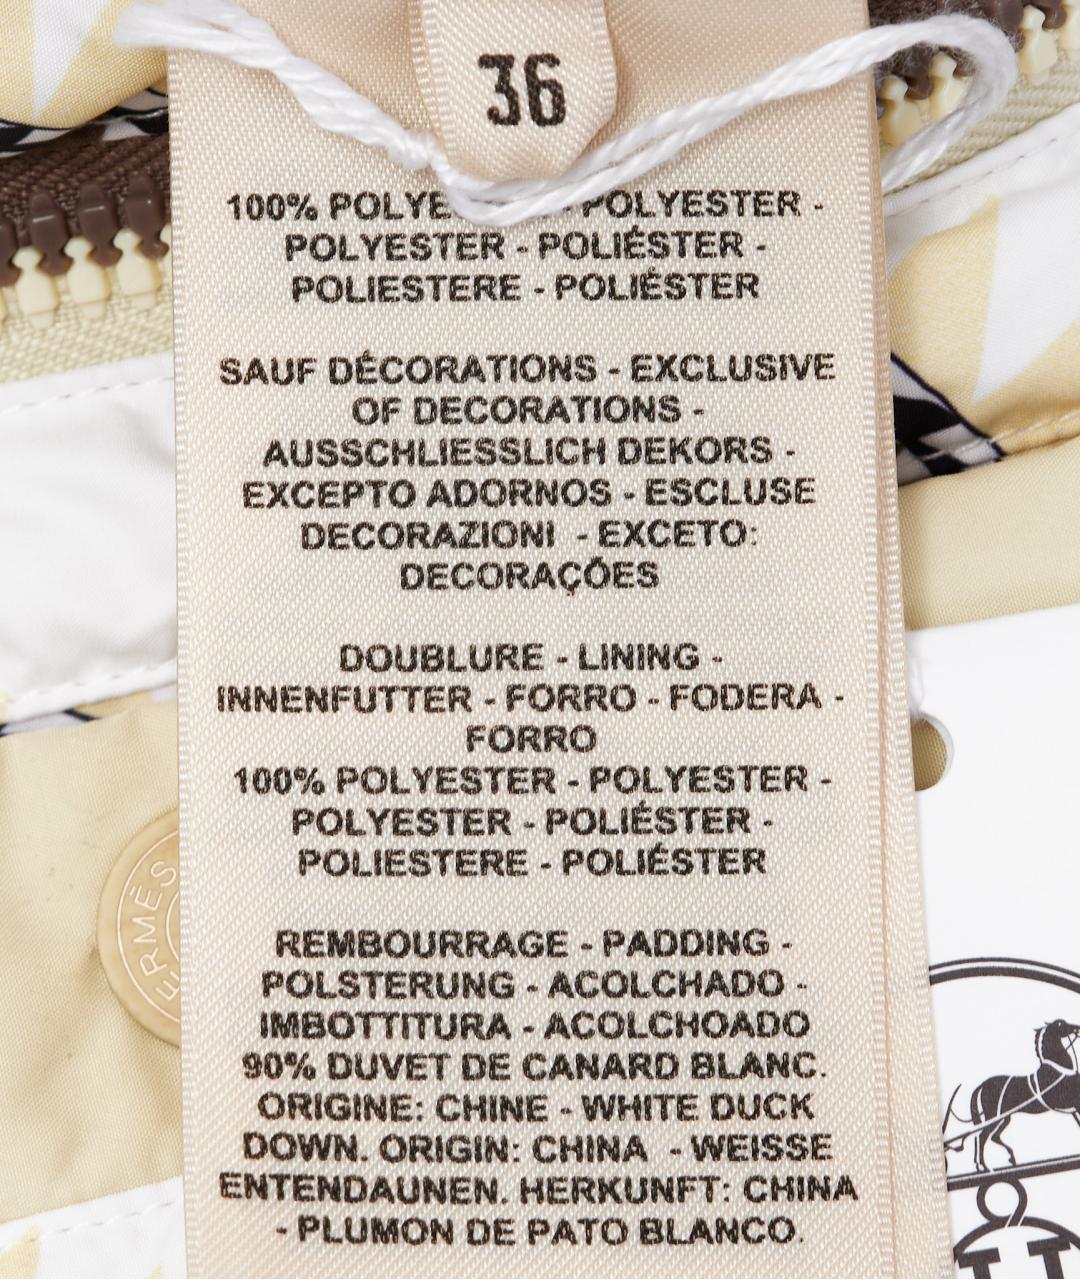 36
100% POLYE POLYESTER -
POLYESTER - POLIÉSTER -
POLIESTERE - POLIÉSTER
SAUF DÉCORATIONS - EXCLUSIVE
OF DECORATIONS -
AUSSCHLIESSLICH DEKORS -
EXCEPTO ADORNOS - ESCLUSE
DECORAZIONI - EXCETO:
DECORAÇÕES
DOUBLURE - LINING -
INNENFUTTER - FORRO - FODERA -
FORRO
100% POLYESTER - POLYESTER -
POLYESTER - POLIÉSTER -
POLIESTERE - POLIÉSTER
REMBOURRAGE - PADDING -
POLSTERUNG - ACOLCHADO -
IMBOTTITURA - ACOLCHOADO
90% DUVET DE CANARD BLANC.
ORIGINE: CHINE - WHITE DUCK
DOWN. ORIGIN: CHINA - WEISSE
ENTENDAUNEN. HERKUNFT: CHINA
- PLUMON DE PATO BLANCO.
ERMÈS